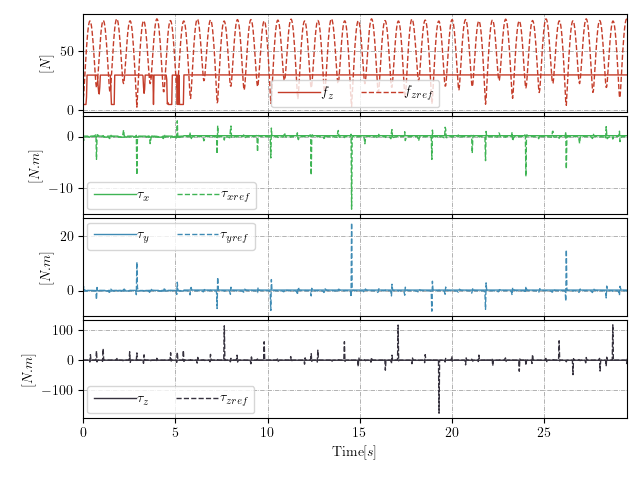 [N]
50
0
f_z f_zref
[N.m]
0
−10
τ_x τ_xref
[N.m]
20
0
τ_y τ_yref
[N.m]
100
0
−100
τ_z τ_zref
0 5 10 15 20 25
Time[s]